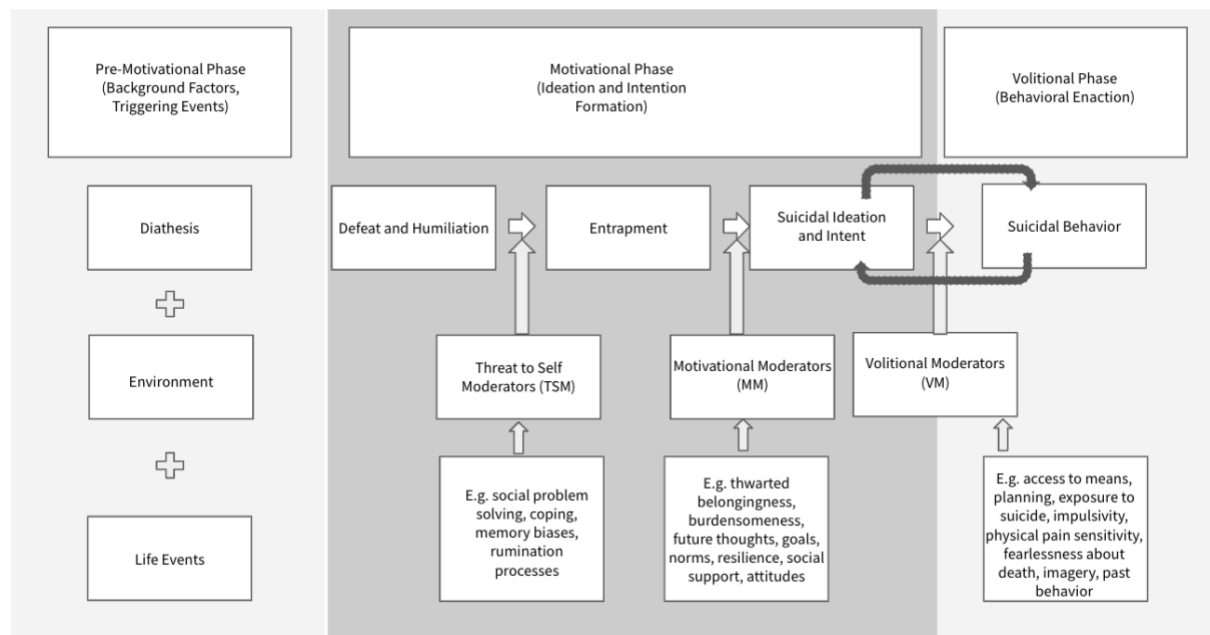 Pre-Motivational Phase
(Background Factors,
Triggering Events)
Motivational Phase
(Ideation and Intention
Formation)
Volitional Phase
(Behavioral Enaction)
Diathesis
Defeat and Humiliation
Entrapment
Suicidal Ideation
and Intent
Suicidal Behavior
Environment
Threat to Self
Moderators (TSM)
Motivational Moderators
(MM)
Volitional Moderators
(VM)
Life Events
E.g. social problem
solving, coping,
memory biases,
rumination
processes
E.g. thwarted
belongingness,
burdensomeness,
future thoughts, goals,
norms, resilience, social
support, attitudes
E.g. access to means,
planning, exposure to
suicide, impulsivity,
physical pain sensitivity,
fearlessness about
death, imagery, past
behavior